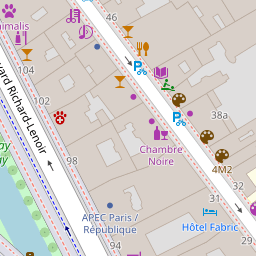 46
nimalis
104
102
ard Richard-Lenoir
38a
Chambre
Noire
98
4M2
32
29
31
APEC Paris /
République
Hôtel Fabric
94